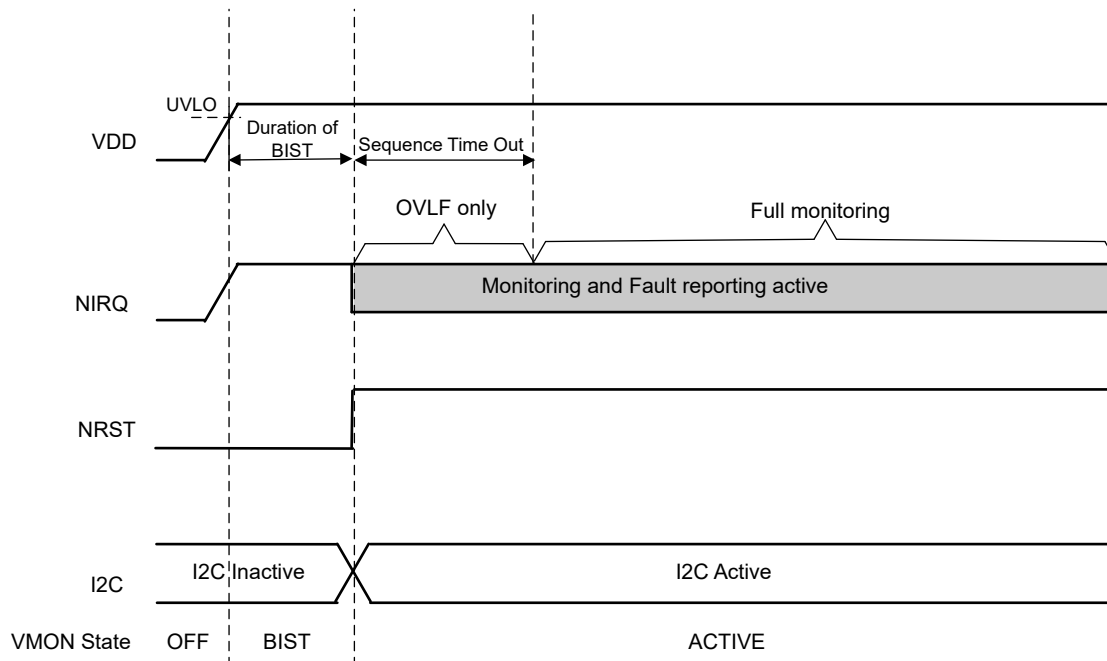 UVLO
VDD
Duration of
BIST
Sequence Time Out
OVLF only
Full monitoring
NIRQ
Monitoring and Fault reporting active
NRST
I2C
I2C Inactive
I2C Active
VMON State
OFF
BIST
ACTIVE